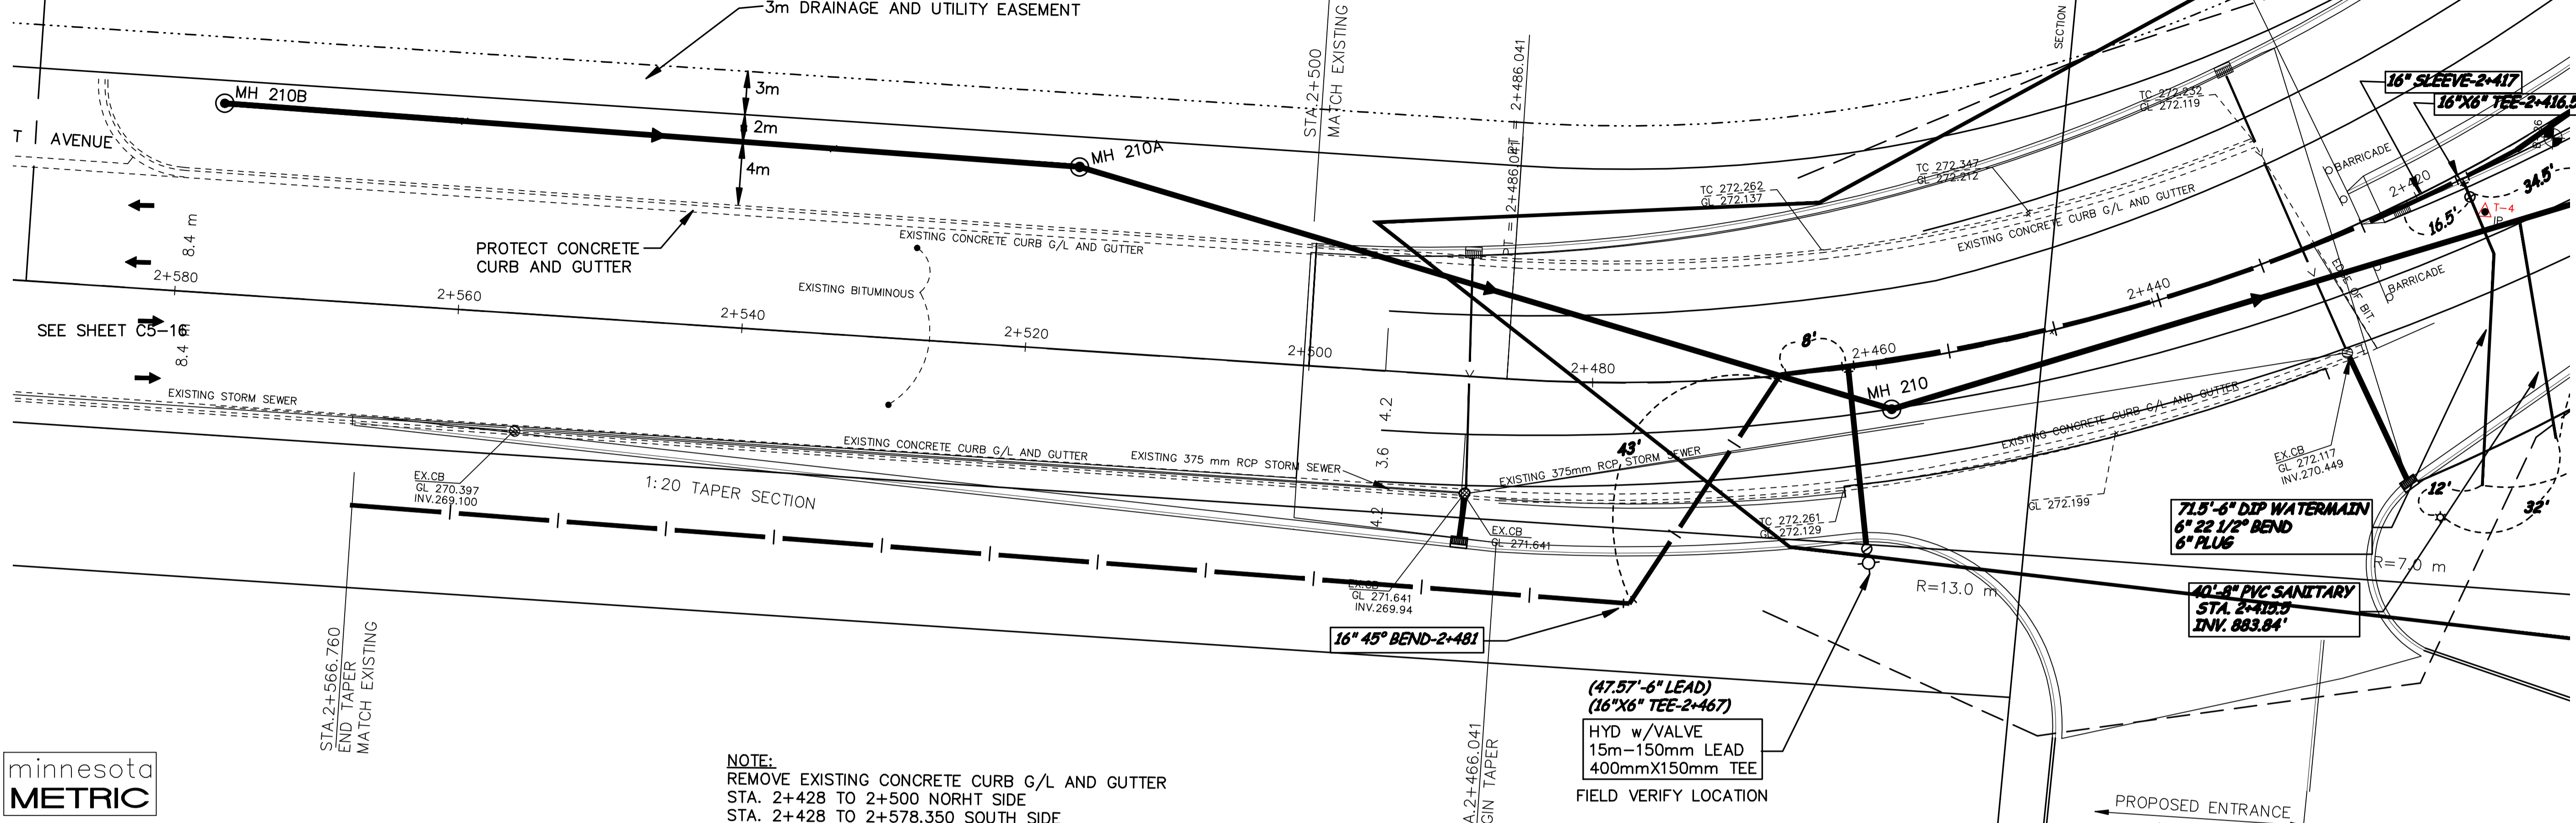 3m DRAINAGE AND UTILITY EASEMENT
STA.2+500
MATCH EXISTING
PT = 2+486.041
SECTION
MH 210B
3m
2m
4m
MH 210A
T
AVENUE
8.4 m
8.4 m
PROTECT CONCRETE
CURB AND GUTTER
EXISTING CONCRETE CURB G/L AND GUTTER
EXISTING BITUMINOUS
2+580
2+560
2+540
2+520
2+500
2+480
2+460
2+440
2+420
SEE SHEET C5-16
EXISTING STORM SEWER
TC 272.262
GL 272.137
TC 272.347
GL 272.212
TC 272.232
GL 272.119
EXISTING CONCRETE CURB G/L AND GUTTER
BARRICADE
BARRICADE
EDGE OF BIT.
16" SLEEVE-2+417
16"X6" TEE-2+416.5
34.5'
16.5'
T-4
IP
8'
MH 210
43'
4.2
3.6
4.2
EXISTING CONCRETE CURB G/L AND GUTTER
EXISTING 375 mm RCP STORM SEWER
EXISTING 375mm RCP STORM SEWER
EXISTING CONCRETE CURB G/L AND GUTTER
EX.CB
GL 270.397
INV.269.100
1:20 TAPER SECTION
EX.CB
GL 271.641
EX.CB
GL 271.641
INV.269.94
TC 272.261
GL 272.129
GL 272.199
EX.CB
GL 272.117
INV.270.449
12'
32'
71.5'-6" DIP WATERMAIN
6" 22 1/2° BEND
6" PLUG
R=7.0 m
R=13.0 m
40'-8" PVC SANITARY
STA. 2+415.5
INV. 883.84'
16" 45° BEND-2+481
STA.2+566.760
END TAPER
MATCH EXISTING
(47.57'-6" LEAD)
(16"X6" TEE-2+467)
HYD w/VALVE
15m-150mm LEAD
400mmX150mm TEE
FIELD VERIFY LOCATION
A.2+466.041
GIN TAPER
PROPOSED ENTRANCE
minnesota
METRIC
NOTE:
REMOVE EXISTING CONCRETE CURB G/L AND GUTTER
STA. 2+428 TO 2+500 NORHT SIDE
STA. 2+428 TO 2+578.350 SOUTH SIDE